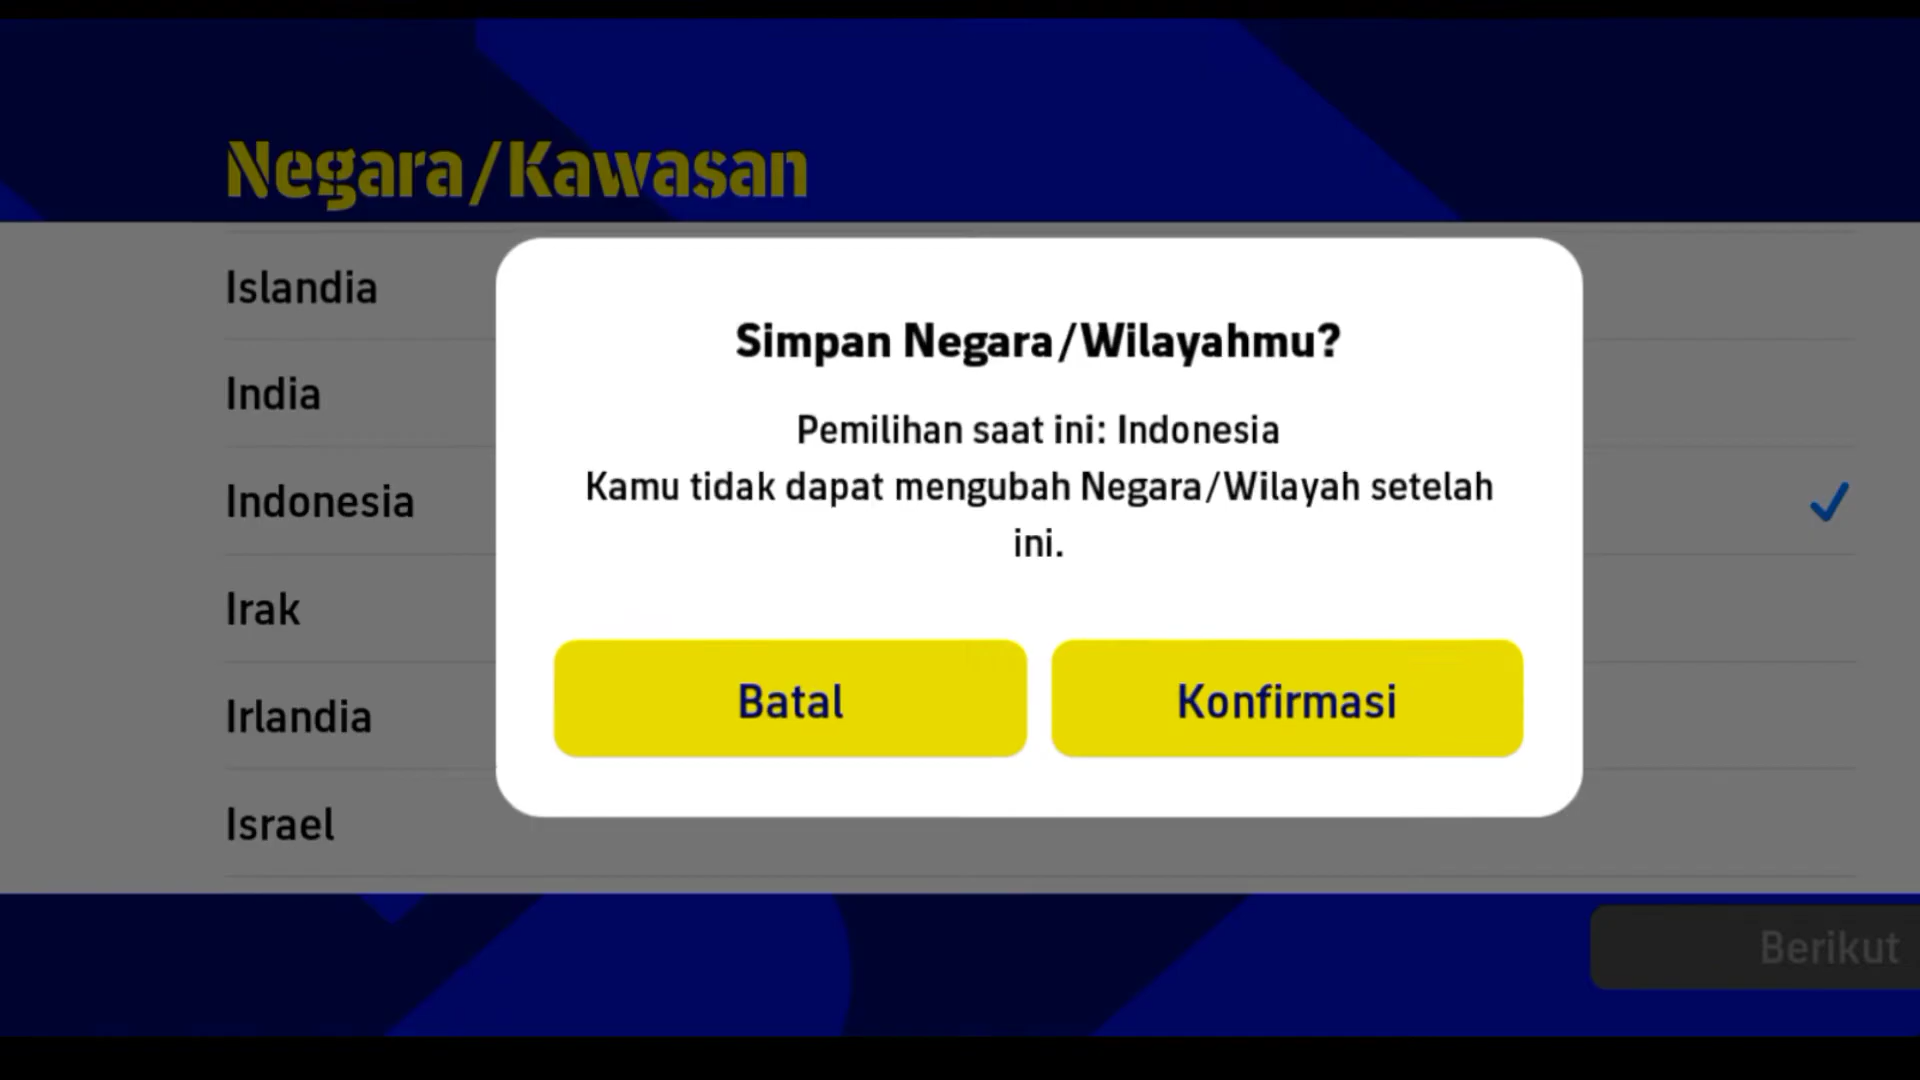 Negara/Kawasan
Islandia
India
Indonesia
Irak
Irlandia
Israel
Simpan Negara/Wilayahmu?
Pemilihan saat ini: Indonesia
Kamu tidak dapat mengubah Negara/Wilayah setelah
ini.
Batal
Konfirmasi
Berikut